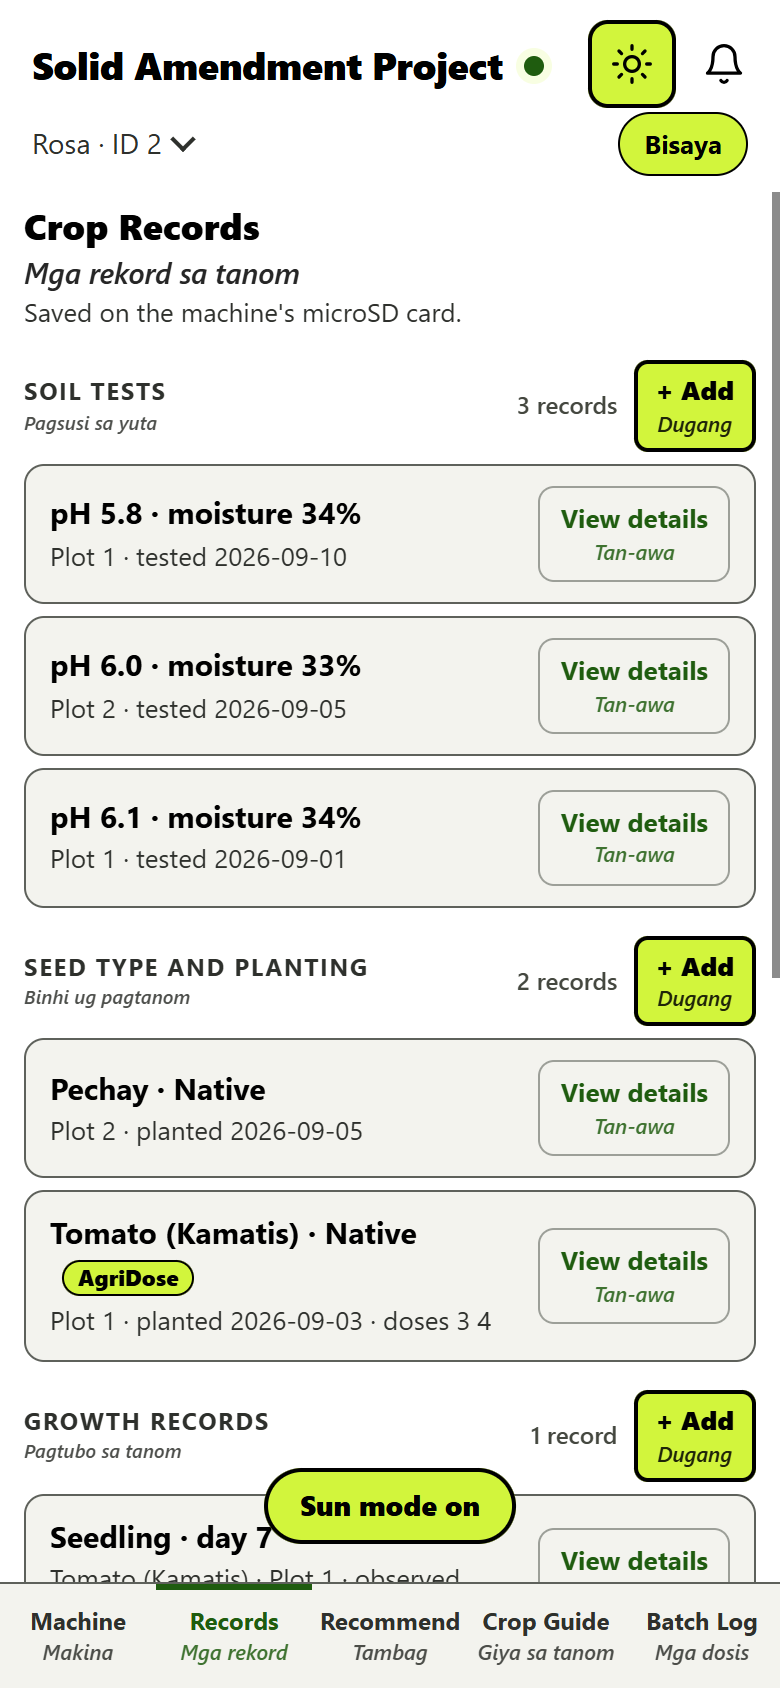 Solid Amendment Project
Rosa · ID 2
Bisaya
Crop Records
Mga rekord sa tanom
Saved on the machine's microSD card.
SOIL TESTS
Pagsusi sa yuta
3 records
+ Add
Dugang
pH 5.8 · moisture 34%
Plot 1 · tested 2026-09-10
View details
Tan-awa
pH 6.0 · moisture 33%
Plot 2 · tested 2026-09-05
View details
Tan-awa
pH 6.1 · moisture 34%
Plot 1 · tested 2026-09-01
View details
Tan-awa
SEED TYPE AND PLANTING
Binhi ug pagtanom
2 records
+ Add
Dugang
Pechay · Native
Plot 2 · planted 2026-09-05
View details
Tan-awa
Tomato (Kamatis) · Native
AgriDose
Plot 1 · planted 2026-09-03 · doses 3 4
View details
Tan-awa
GROWTH RECORDS
Pagtubo sa tanom
1 record
+ Add
Dugang
Sun mode on
Seedling · day 7
Tomato (Kamatis) · Plot 1 · observed
View details
Machine
Makina
Records
Mga rekord
Recommend
Tambag
Crop Guide
Giya sa tanom
Batch Log
Mga dosis